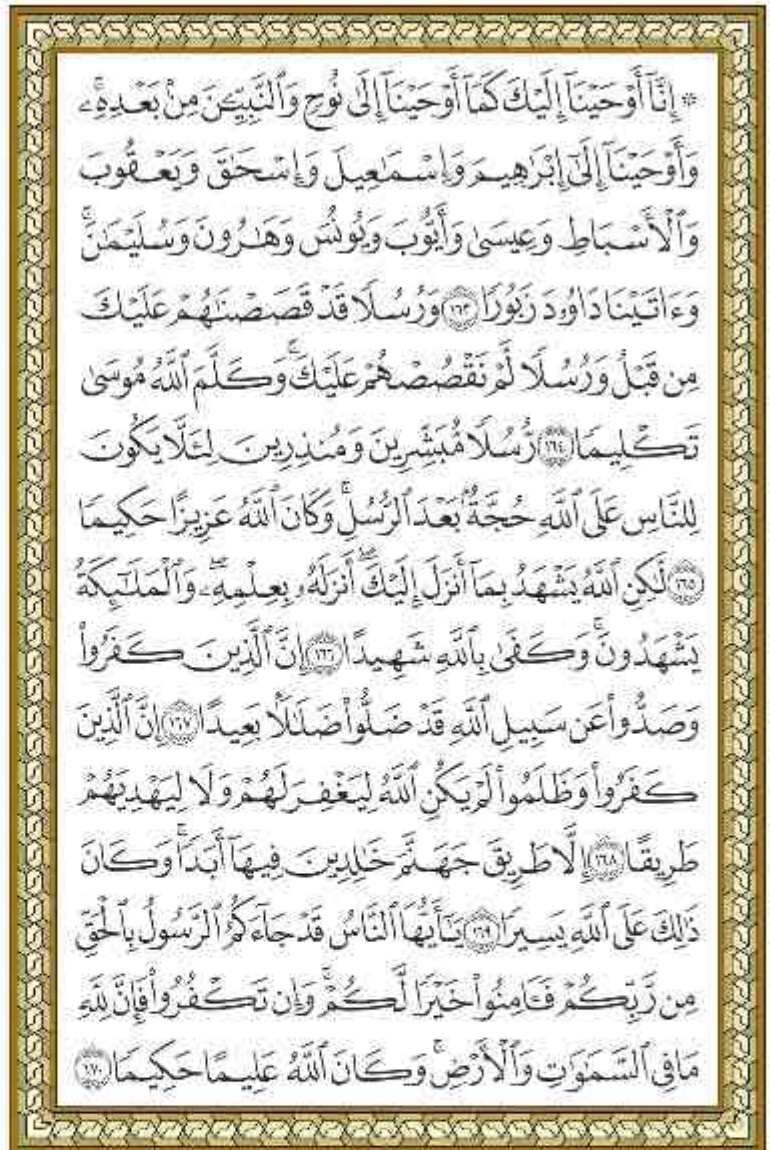 ۞ إِنَّآ أَوْحَيْنَآ إِلَيْكَ كَمَآ أَوْحَيْنَآ إِلَىٰ نُوحٍ وَٱلنَّبِيِّـۧنَ مِنۢ بَعْدِهِۦۚ
وَأَوْحَيْنَآ إِلَىٰٓ إِبْرَٰهِيمَ وَإِسْمَٰعِيلَ وَإِسْحَٰقَ وَيَعْقُوبَ
وَٱلْأَسْبَاطِ وَعِيسَىٰ وَأَيُّوبَ وَيُونُسَ وَهَٰرُونَ وَسُلَيْمَٰنَۚ
وَءَاتَيْنَا دَاوُۥدَ زَبُورًا ١٦٣ وَرُسُلًا قَدْ قَصَصْنَٰهُمْ عَلَيْكَ
مِن قَبْلُ وَرُسُلًا لَّمْ نَقْصُصْهُمْ عَلَيْكَۚ وَكَلَّمَ ٱللَّهُ مُوسَىٰ
تَكْلِيمًا ١٦٤ رُّسُلًا مُّبَشِّرِينَ وَمُنذِرِينَ لِئَلَّا يَكُونَ
لِلنَّاسِ عَلَى ٱللَّهِ حُجَّةٌۢ بَعْدَ ٱلرُّسُلِۚ وَكَانَ ٱللَّهُ عَزِيزًا حَكِيمًا
١٦٥ لَّٰكِنِ ٱللَّهُ يَشْهَدُ بِمَآ أَنزَلَ إِلَيْكَۖ أَنزَلَهُۥ بِعِلْمِهِۦۖ وَٱلْمَلَٰٓئِكَةُ
يَشْهَدُونَۚ وَكَفَىٰ بِٱللَّهِ شَهِيدًا ١٦٦ إِنَّ ٱلَّذِينَ كَفَرُوا۟
وَصَدُّوا۟ عَن سَبِيلِ ٱللَّهِ قَدْ ضَلُّوا۟ ضَلَٰلًۢا بَعِيدًا ١٦٧ إِنَّ ٱلَّذِينَ
كَفَرُوا۟ وَظَلَمُوا۟ لَمْ يَكُنِ ٱللَّهُ لِيَغْفِرَ لَهُمْ وَلَا لِيَهْدِيَهُمْ
طَرِيقًا ١٦٨ إِلَّا طَرِيقَ جَهَنَّمَ خَٰلِدِينَ فِيهَآ أَبَدًاۚ وَكَانَ
ذَٰلِكَ عَلَى ٱللَّهِ يَسِيرًا ١٦٩ يَٰٓأَيُّهَا ٱلنَّاسُ قَدْ جَآءَكُمُ ٱلرَّسُولُ بِٱلْحَقِّ
مِن رَّبِّكُمْ فَـَٔامِنُوا۟ خَيْرًا لَّكُمْۚ وَإِن تَكْفُرُوا۟ فَإِنَّ لِلَّهِ
مَا فِى ٱلسَّمَٰوَٰتِ وَٱلْأَرْضِۚ وَكَانَ ٱللَّهُ عَلِيمًا حَكِيمًا ١٧٠